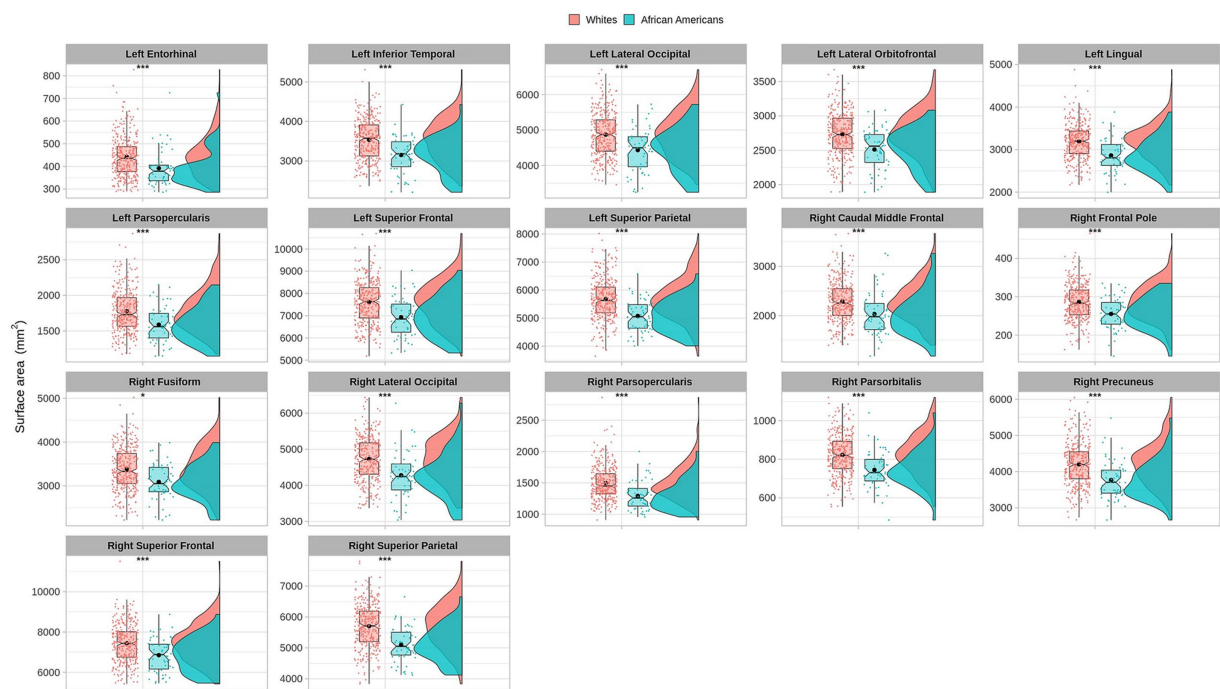 Whites African Americans
Left Entorhinal Left Inferior Temporal Left Lateral Occipital Left Lateral Orbitofrontal Left Lingual
*** *** *** *** ***
800 700 600 500 400 300
5000 4000 3000
6000 5000 4000
3500 3000 2500 2000
5000 4000 3000 2000
Left Parsopercularis Left Superior Frontal Left Superior Parietal Right Caudal Middle Frontal Right Frontal Pole
*** *** *** *** ***
2500 2000 1500
10000 9000 8000 7000 6000 5000
8000 7000 6000 5000 4000
3000 2000
400 300 200
Surface area (mm²)
Right Fusiform Right Lateral Occipital Right Parsopercularis Right Parsorbitalis Right Precuneus
* *** *** *** ***
5000 4000 3000
6000 5000 4000 3000
2500 2000 1500 1000
1000 800 600
6000 5000 4000 3000
Right Superior Frontal Right Superior Parietal
*** ***
10000 8000 6000
7000 6000 5000 4000